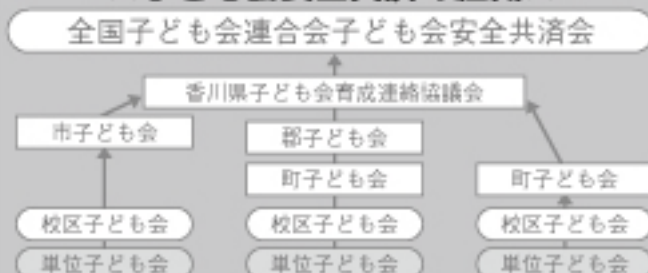 全国子ども会連合会子ども会安全共済会
香川県子ども会育成連絡協議会
市子ども会
郡子ども会
町子ども会
町子ども会
校区子ども会
校区子ども会
校区子ども会
単位子ども会
単位子ども会
単位子ども会